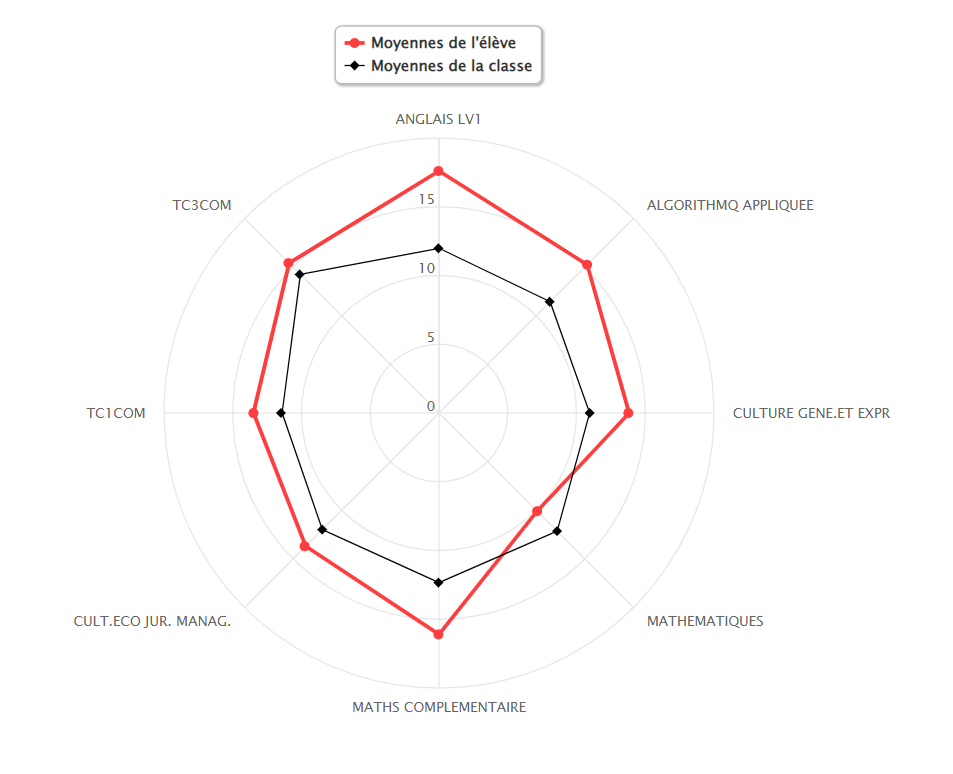 Moyennes de l'élève
Moyennes de la classe
ANGLAIS LV1
TC3COM
ALGORITHMQ APPLIQUEE
15
10
5
0
TC1COM
CULTURE GENE.ET EXPR
CULT.ECO JUR. MANAG.
MATHEMATIQUES
MATHS COMPLEMENTAIRE